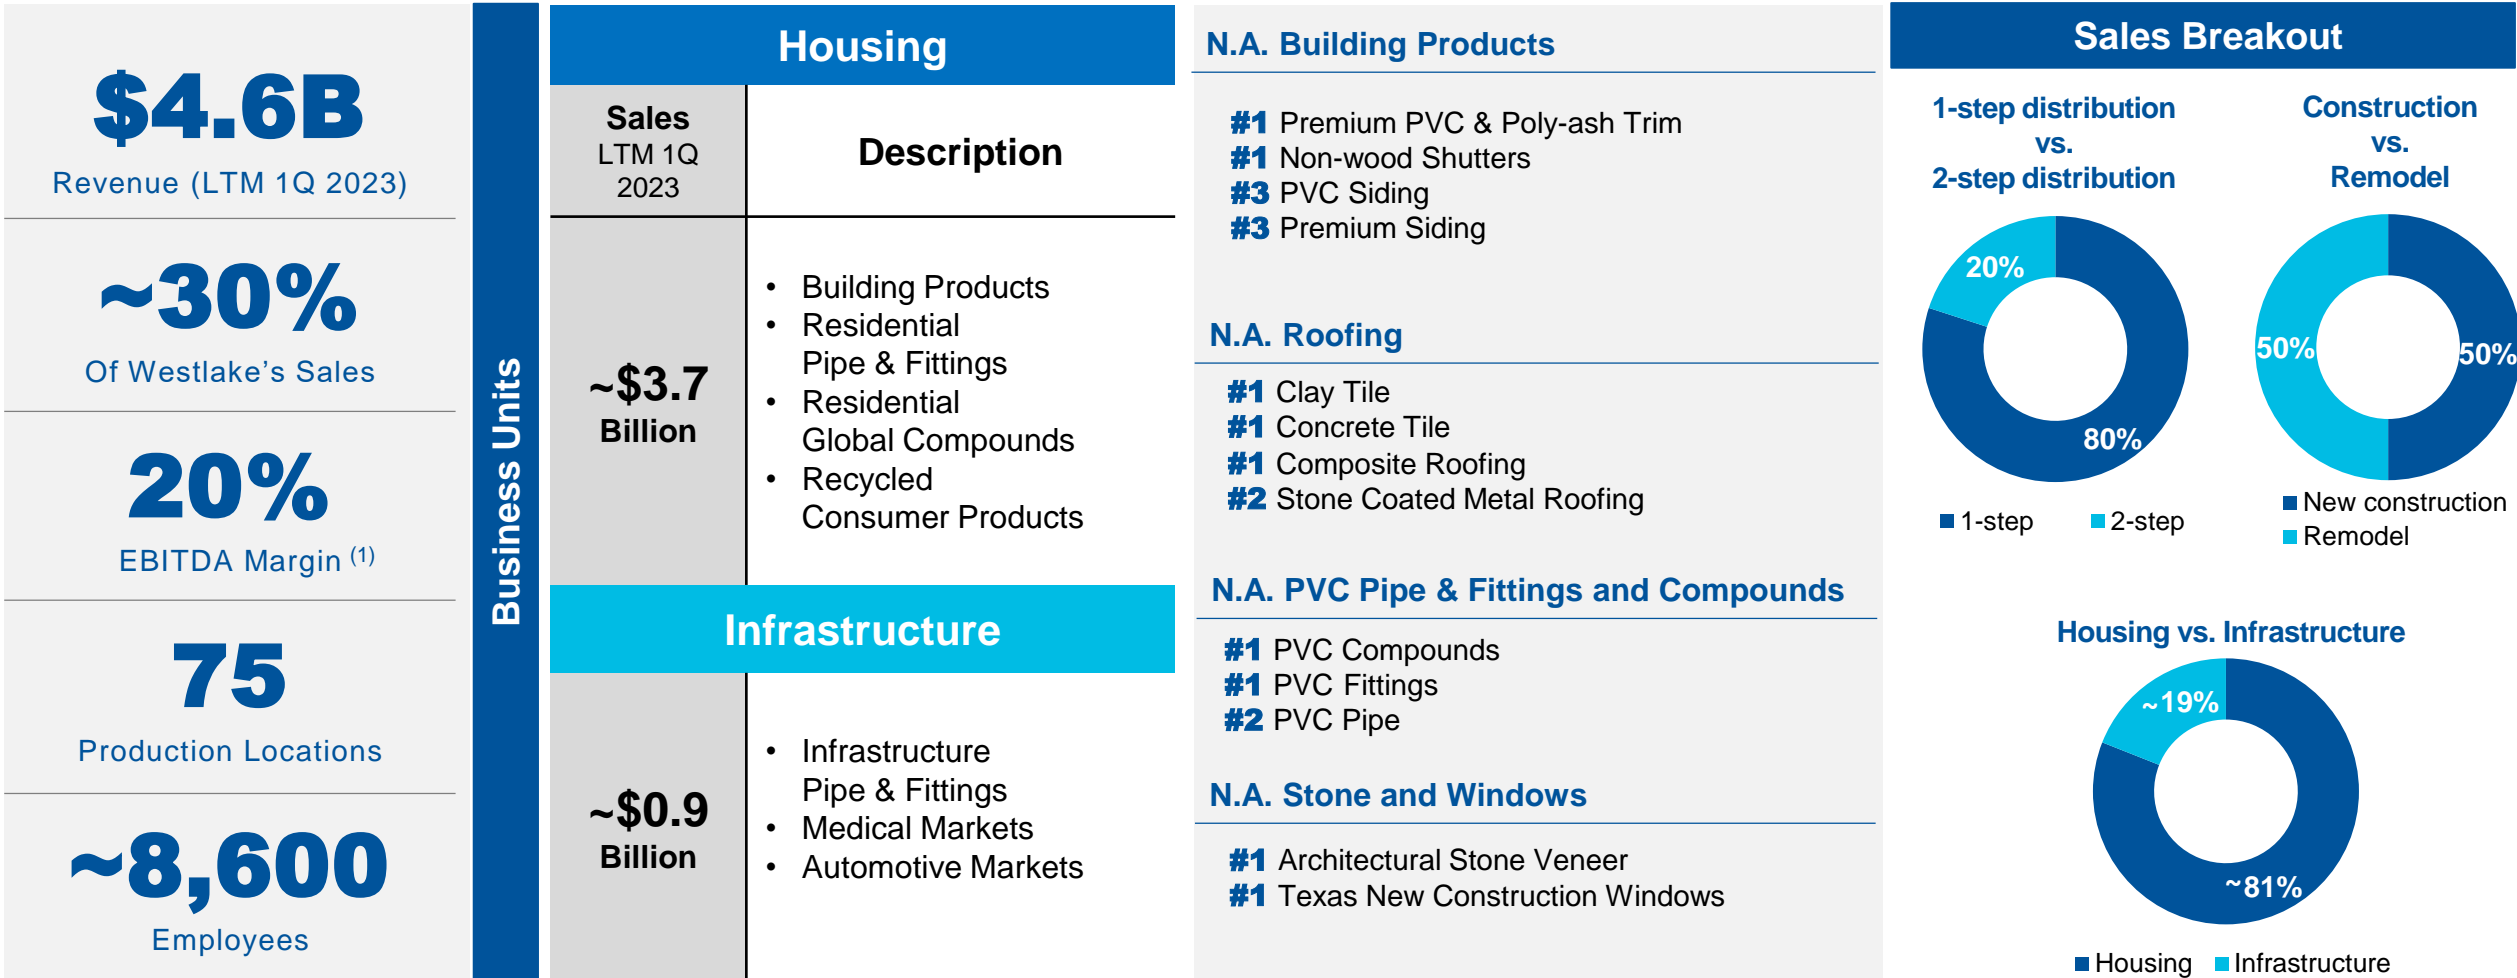 $4.6B
Revenue (LTM 1Q 2023)
~30%
Of Westlake's Sales
20%
EBITDA Margin (1)
75
Production Locations
~8,600
Employees
Business Units
Housing
Sales
LTM 1Q
2023
Description
~$3.7
Billion
• Building Products
• Residential
Pipe & Fittings
• Residential
Global Compounds
• Recycled
Consumer Products
Infrastructure
~$0.9
Billion
• Infrastructure
Pipe & Fittings
• Medical Markets
• Automotive Markets
N.A. Building Products
#1 Premium PVC & Poly-ash Trim
#1 Non-wood Shutters
#3 PVC Siding
#3 Premium Siding
N.A. Roofing
#1 Clay Tile
#1 Concrete Tile
#1 Composite Roofing
#2 Stone Coated Metal Roofing
N.A. PVC Pipe & Fittings and Compounds
#1 PVC Compounds
#1 PVC Fittings
#2 PVC Pipe
N.A. Stone and Windows
#1 Architectural Stone Veneer
#1 Texas New Construction Windows
Sales Breakout
1-step distribution
vs.
2-step distribution
20%
80%
1-step 2-step
Construction
vs.
Remodel
50%
50%
New construction
Remodel
Housing vs. Infrastructure
~19%
~81%
Housing Infrastructure